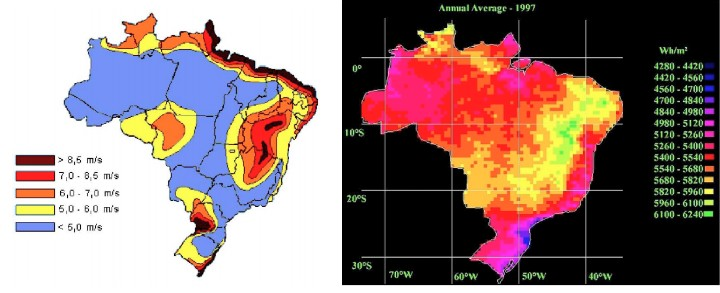 > 8,5 m/s
7,0 - 8,5 m/s
6,0 - 7,0 m/s
5,0 - 6,0 m/s
< 5,0 m/s
Annual Average - 1997
Wh/m²
4280 - 4420
4420 - 4560
4560 - 4700
4700 - 4840
4840 - 4980
4980 - 5120
5120 - 5260
5260 - 5400
5400 - 5540
5540 - 5680
5680 - 5820
5820 - 5960
5960 - 6100
6100 - 6240
0°
10°S
20°S
30°S
70°W
60°W
50°W
40°W